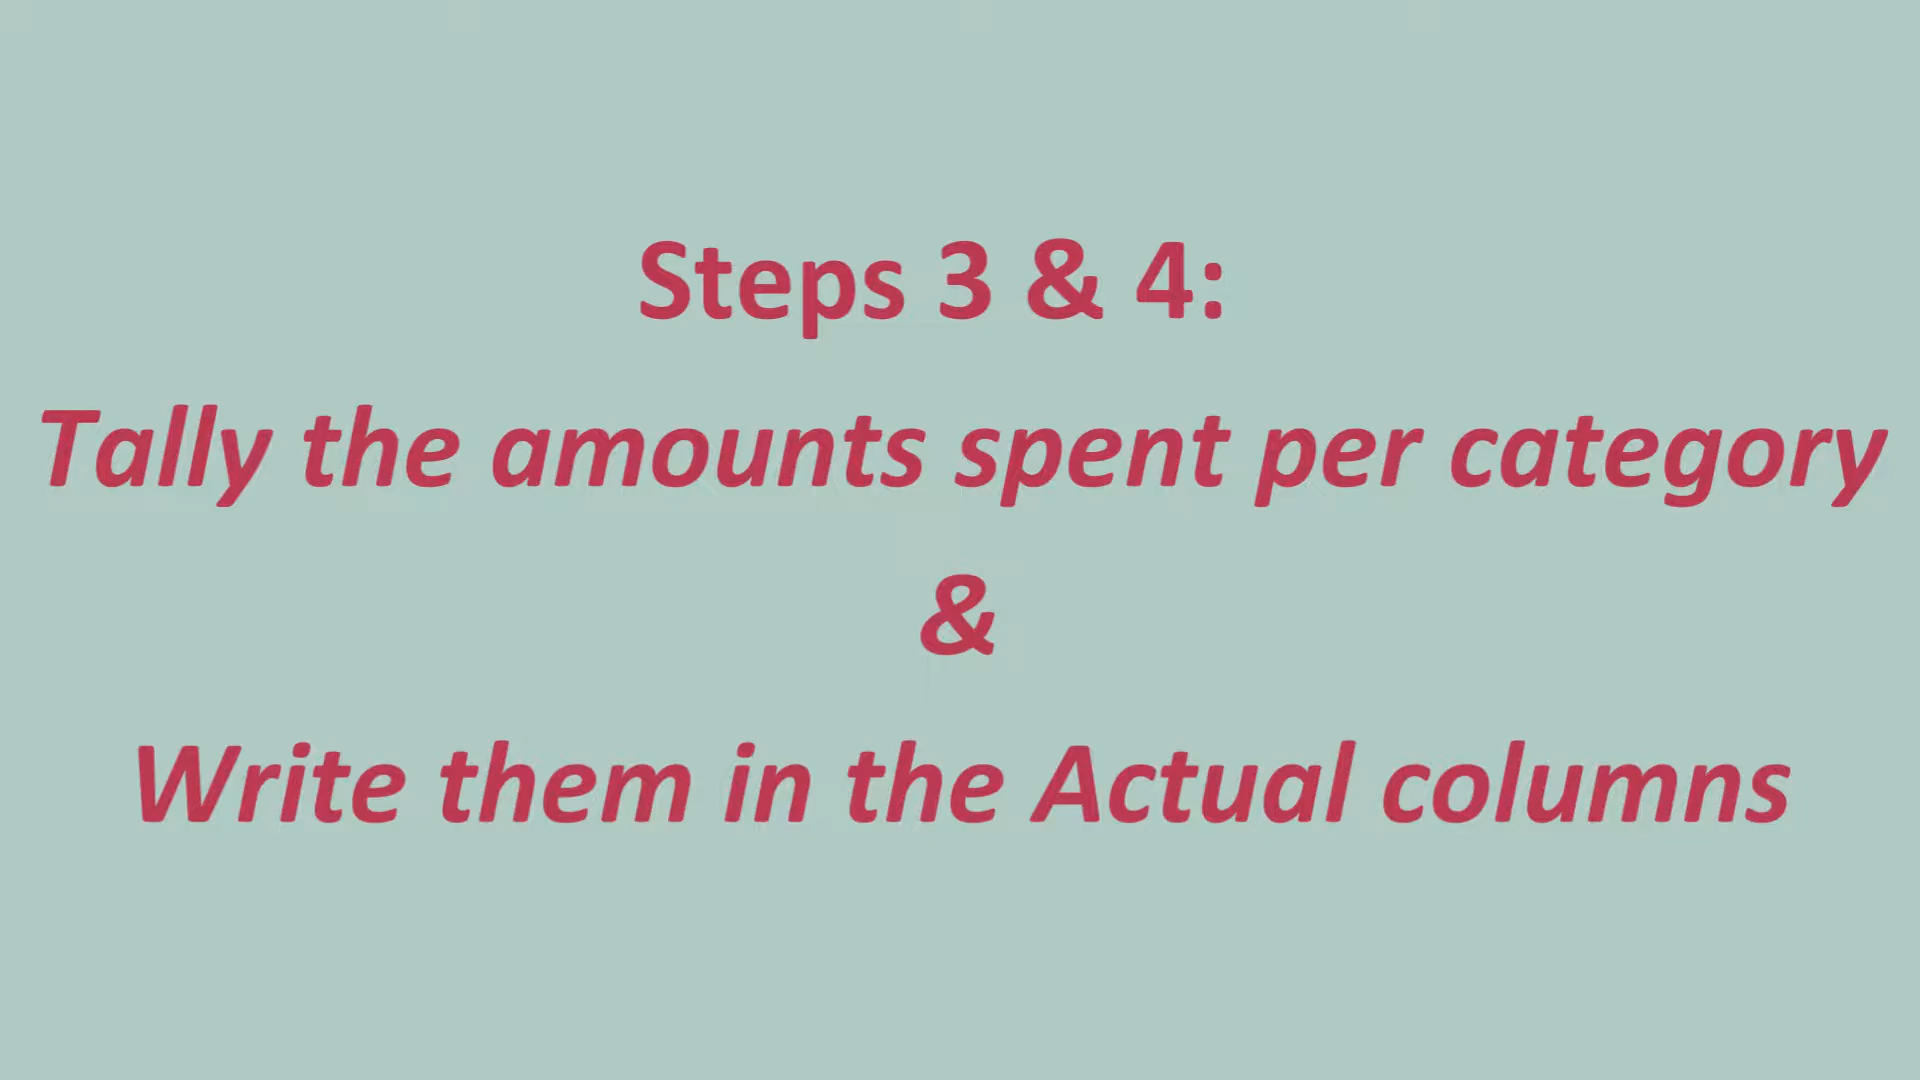 Steps 3 & 4:
Tally the amounts spent per category
&
Write them in the Actual columns